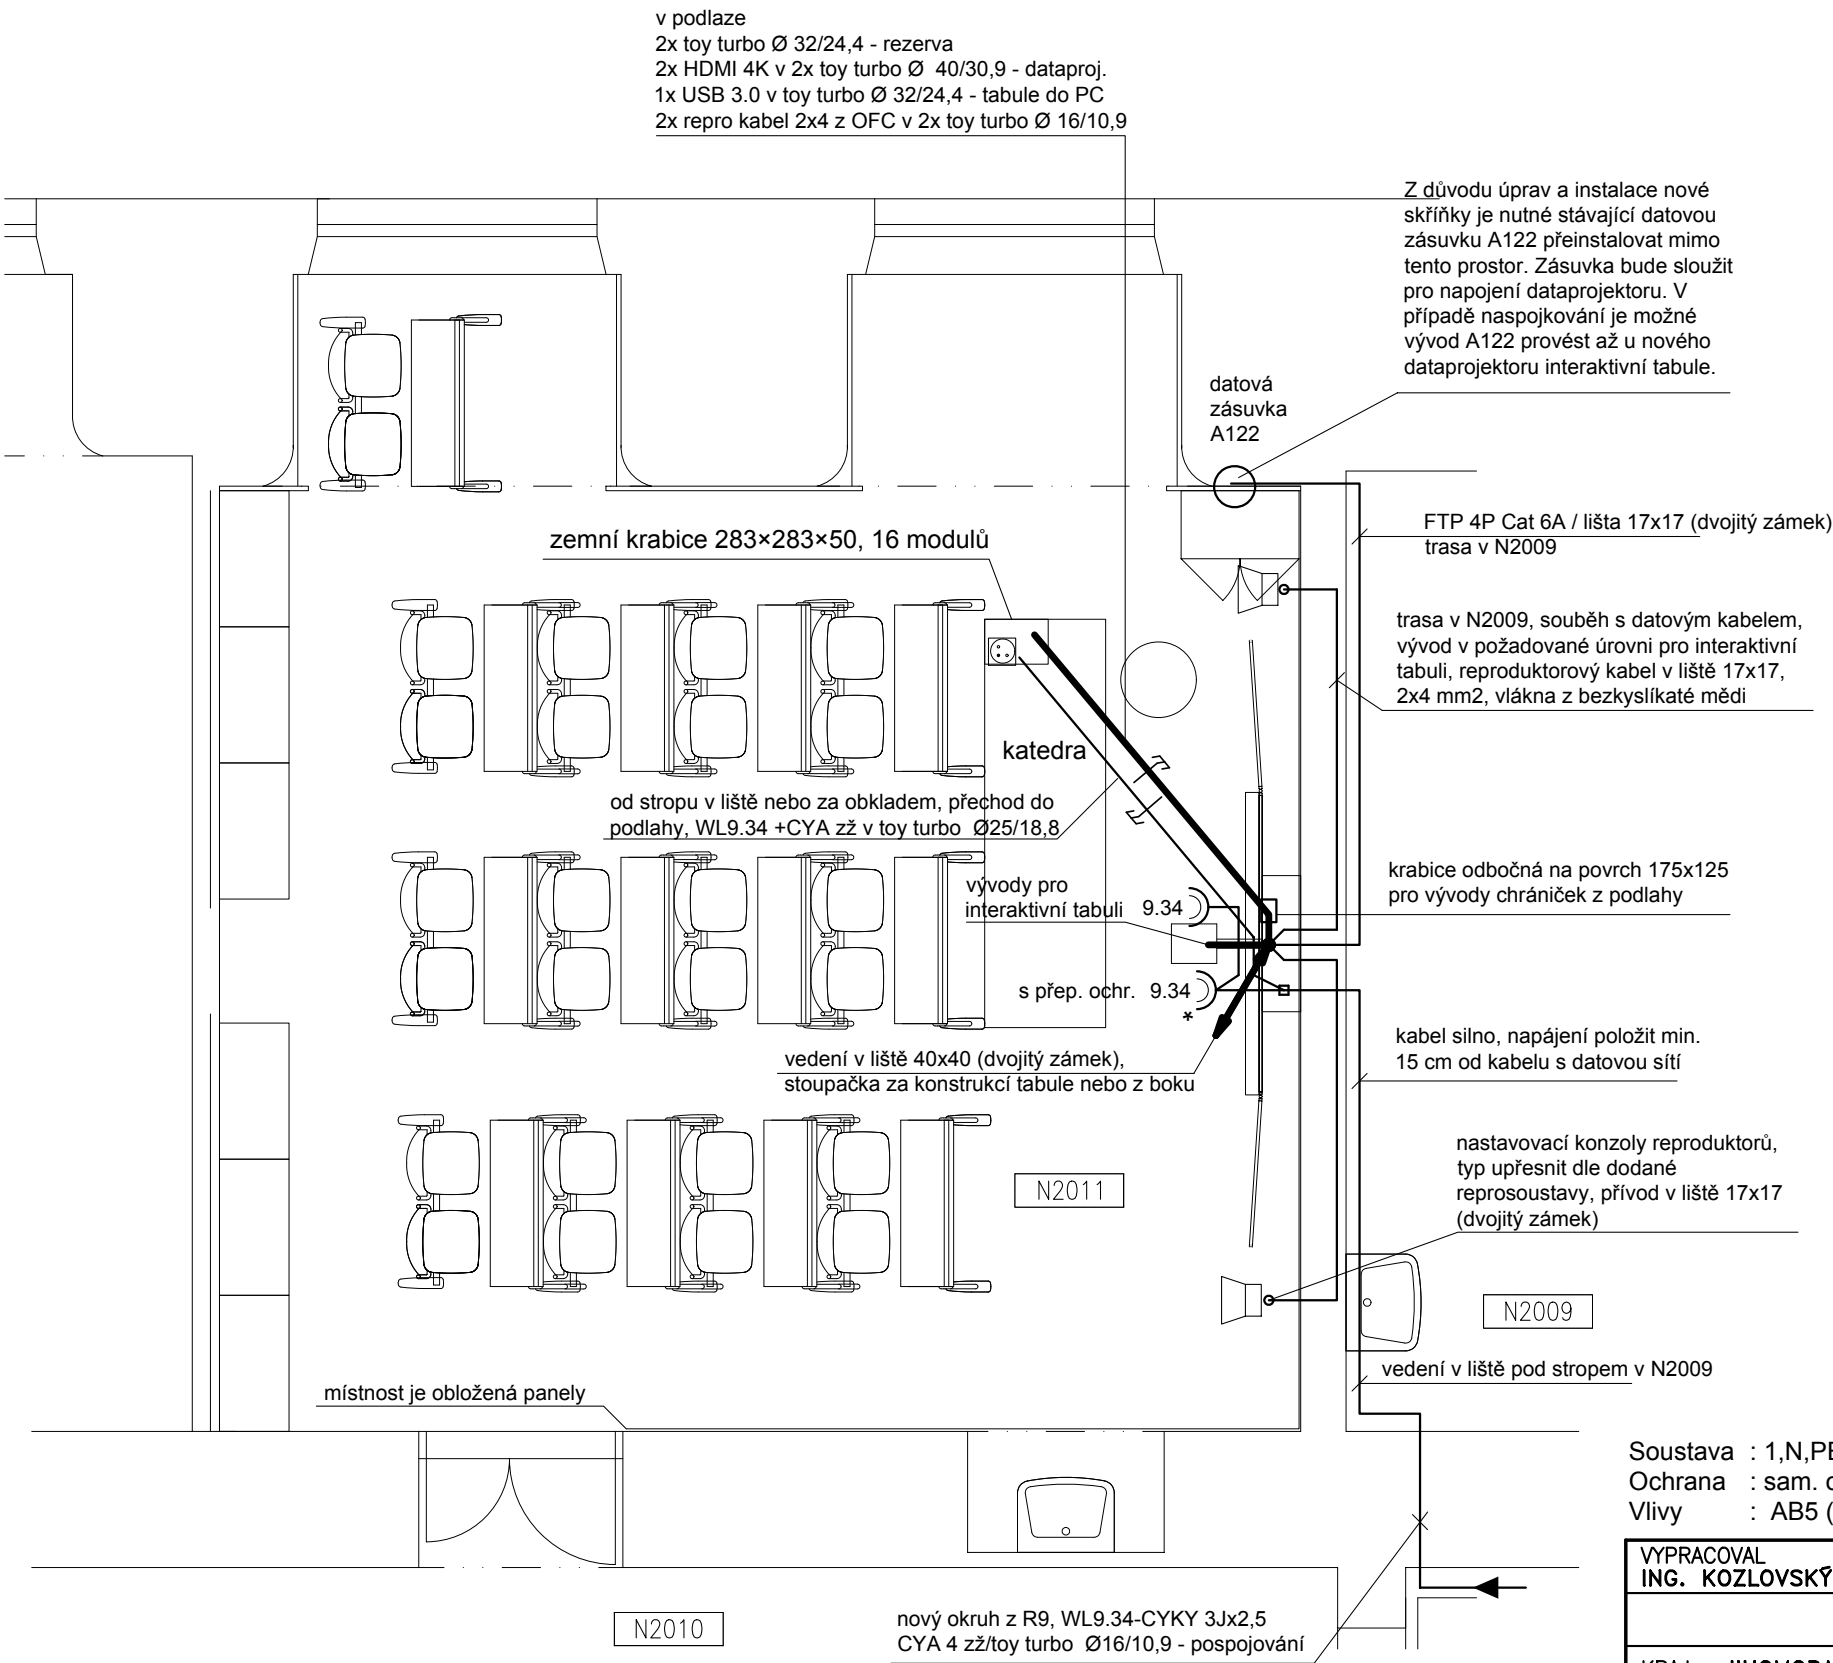 v podlaze
2x toy turbo Ø 32/24,4 - rezerva
2x HDMI 4K v 2x toy turbo Ø 40/30,9 - dataproj.
1x USB 3.0 v toy turbo Ø 32/24,4 - tabule do PC
2x repro kabel 2x4 z OFC v 2x toy turbo Ø 16/10,9
Z důvodu úprav a instalace nové
skříňky je nutné stávající datovou
zásuvku A122 přeinstalovat mimo
tento prostor. Zásuvka bude sloužit
pro napojení dataprojektoru. V
případě naspojkování je možné
vývod A122 provést až u nového
dataprojektoru interaktivní tabule.
datová
zásuvka
A122
FTP 4P Cat 6A / lišta 17x17 (dvojitý zámek)
trasa v N2009
zemní krabice 283×283×50, 16 modulů
trasa v N2009, souběh s datovým kabelem,
vývod v požadované úrovni pro interaktivní
tabuli, reproduktorový kabel v liště 17x17,
2x4 mm2, vlákna z bezkyslíkaté mědi
katedra
od stropu v liště nebo za obkladem, přechod do
podlahy, WL9.34 +CYA zž v toy turbo Ø25/18,8
krabice odbočná na povrch 175x125
pro vývody chrániček z podlahy
vývody pro
interaktivní tabuli
9.34
s přep. ochr. 9.34
*
kabel silno, napájení položit min.
15 cm od kabelu s datovou sítí
vedení v liště 40x40 (dvojitý zámek),
stoupačka za konstrukcí tabule nebo z boku
nastavovací konzoly reproduktorů,
typ upřesnit dle dodané
reprosoustavy, přívod v liště 17x17
(dvojitý zámek)
N2011
N2009
vedení v liště pod stropem v N2009
místnost je obložená panely
Soustava : 1,N,PE
Ochrana : sam. o
Vlivy : AB5 (
VYPRACOVAL
ING. KOZLOVSKÝ
N2010
nový okruh z R9, WL9.34-CYKY 3Jx2,5
CYA 4 zž/toy turbo Ø16/10,9 - pospojování